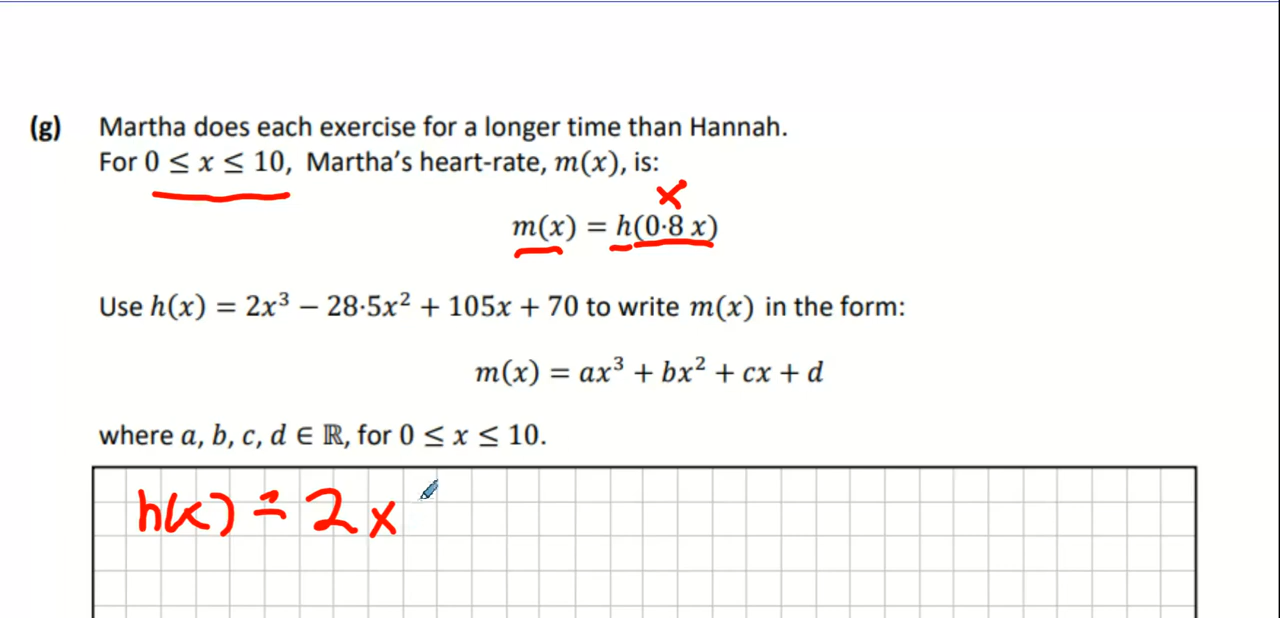 (g) Martha does each exercise for a longer time than Hannah.
For 0 ≤ x ≤ 10, Martha's heart-rate, m(x), is:
x
m(x) = h(0·8 x)
Use h(x) = 2x³ − 28·5x² + 105x + 70 to write m(x) in the form:
m(x) = ax³ + bx² + cx + d
where a, b, c, d ∈ ℝ, for 0 ≤ x ≤ 10.
h(x) = 2x